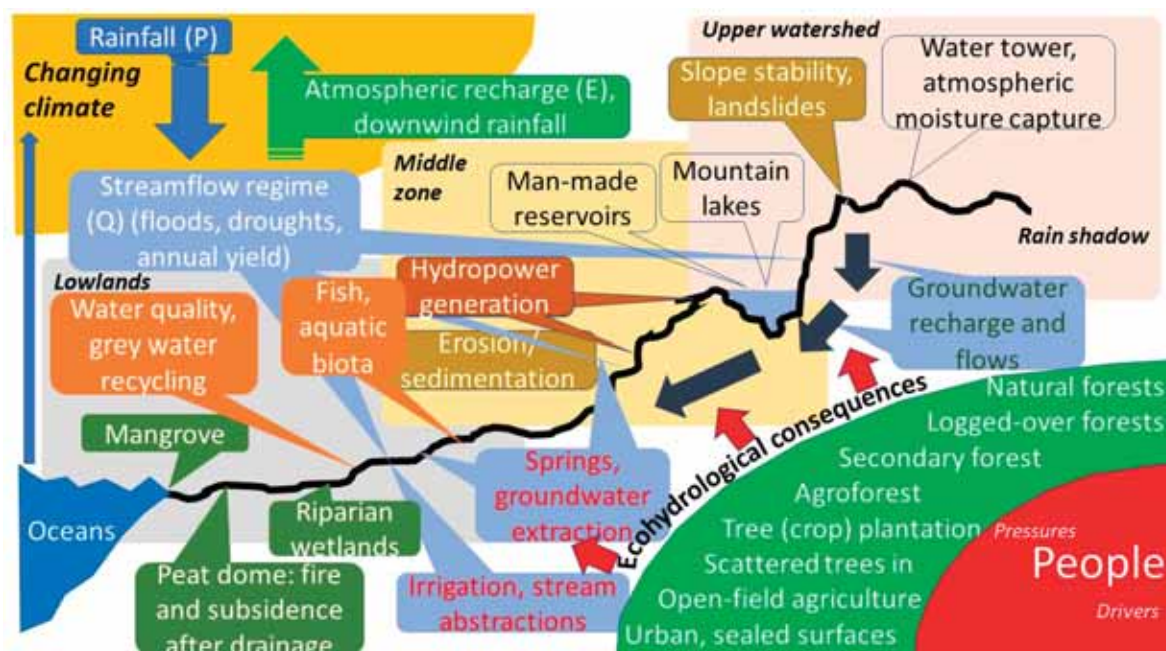 Rainfall (P)
Changing
climate
Atmospheric recharge (E),
downwind rainfall
Upper watershed
Slope stability,
landslides
Water tower,
atmospheric
moisture capture
Middle
zone
Man-made
reservoirs
Mountain
lakes
Rain shadow
Streamflow regime
(Q) (floods, droughts,
annual yield)
Lowlands
Water quality,
grey water
recycling
Fish,
aquatic
biota
Hydropower
generation
Erosion/
sedimentation
Groundwater
recharge and
flows
Mangrove
Oceans
Riparian
wetlands
Peat dome: fire
and subsidence
after drainage
Springs,
groundwater
extraction
Irrigation, stream
abstractions
Ecohydrological consequences
Natural forests
Logged-over forests
Secondary forest
Agroforest
Tree (crop) plantation
Scattered trees in
Open-field agriculture
Urban, sealed surfaces
Pressures
People
Drivers